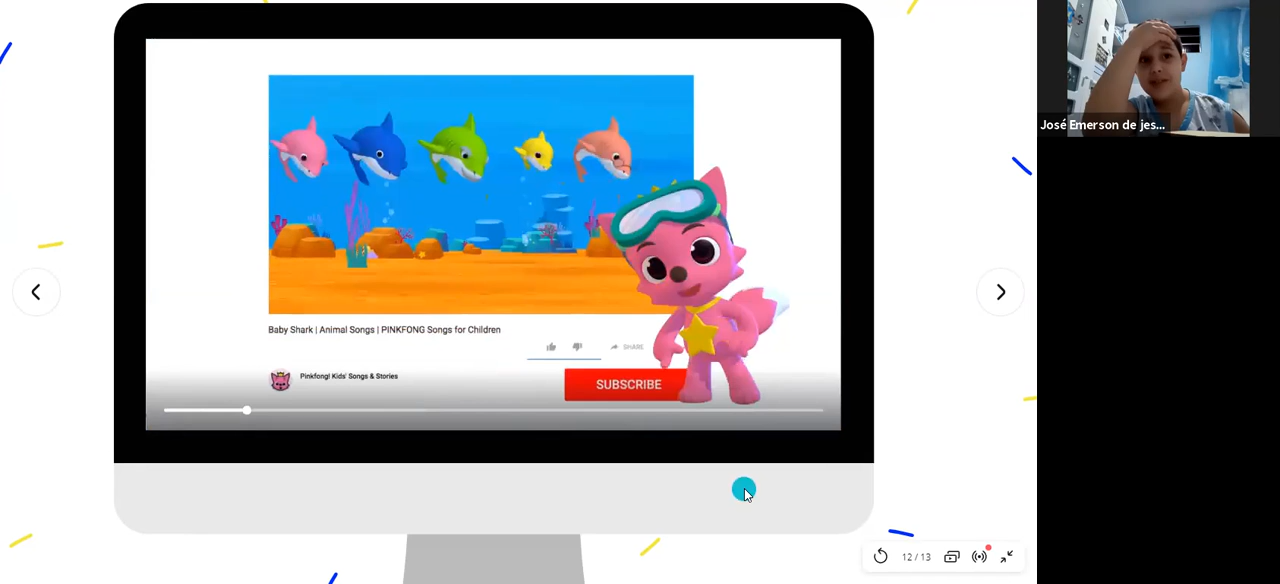 José Emerson de jes...
Baby Shark | Animal Songs | PINKFONG Songs for Children
SHARE
Pinkfong! Kids' Songs & Stories
SUBSCRIBE
12 / 13